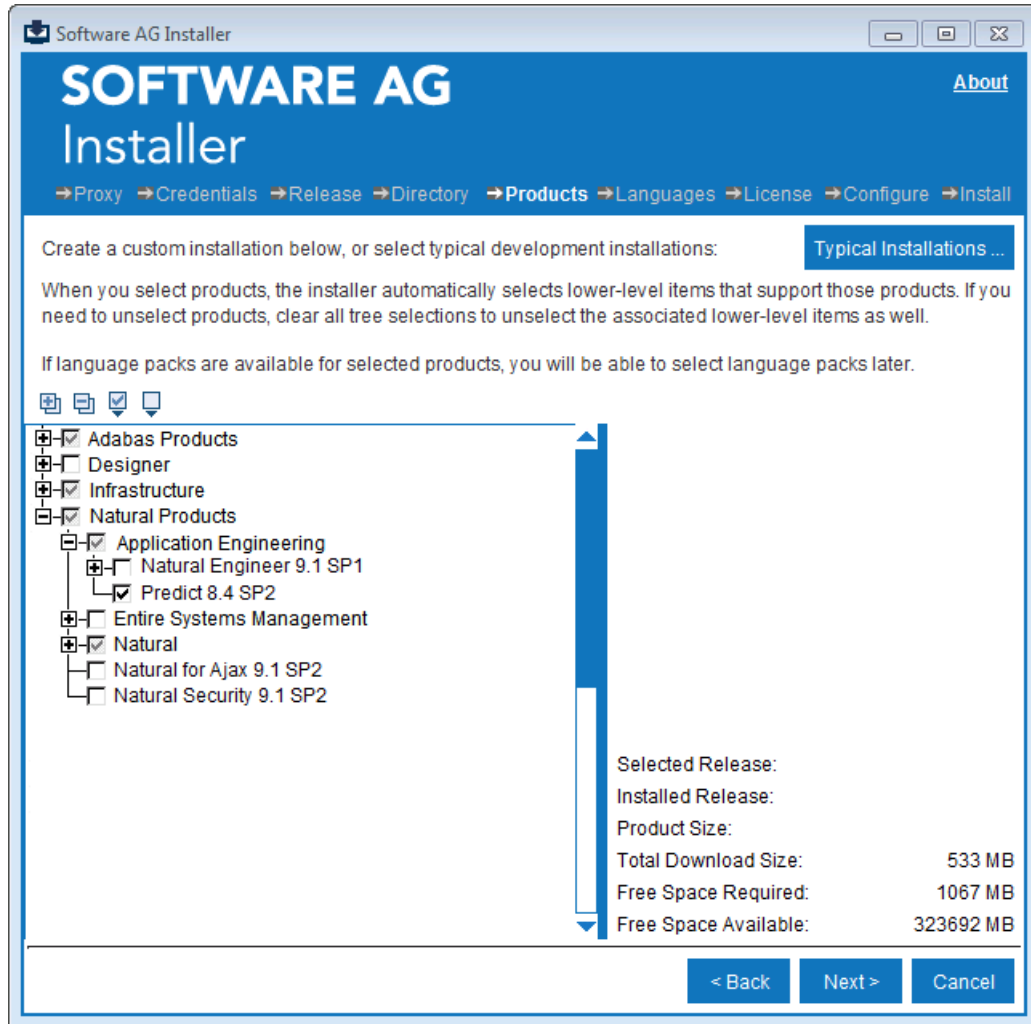 Software AG Installer
SOFTWARE AG
Installer
About
Proxy Credentials Release Directory Products Languages License Configure Install
Create a custom installation below, or select typical development installations:
Typical Installations ...
When you select products, the installer automatically selects lower-level items that support those products. If you
need to unselect products, clear all tree selections to unselect the associated lower-level items as well.
If language packs are available for selected products, you will be able to select language packs later.
Adabas Products
Designer
Infrastructure
Natural Products
Application Engineering
Natural Engineer 9.1 SP1
Predict 8.4 SP2
Entire Systems Management
Natural
Natural for Ajax 9.1 SP2
Natural Security 9.1 SP2
Selected Release:
Installed Release:
Product Size:
Total Download Size: 533 MB
Free Space Required: 1067 MB
Free Space Available: 323692 MB
< Back Next > Cancel